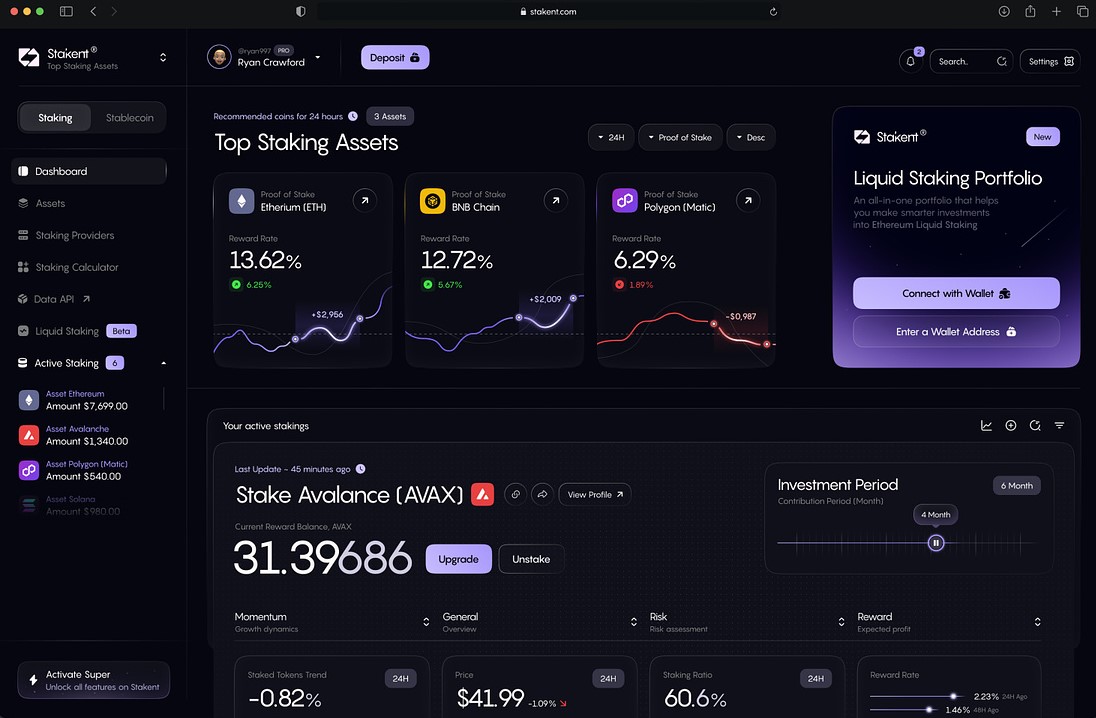 stakent.com
Stakent®
Top Staking Assets
@ryan997 PRO
Ryan Crawford
Deposit
2
Search..
Settings
Staking
Stablecoin
Dashboard
Assets
Staking Providers
Staking Calculator
Data API
Liquid Staking Beta
Active Staking 6
Asset Ethereum
Amount $7,699.00
Asset Avalanche
Amount $1,340.00
Asset Polygon (Matic)
Amount $540.00
Asset Solana
Amount $980.00
Activate Super
Unlock all features on Stakent
Recommended coins for 24 hours 3 Assets
Top Staking Assets
24H
Proof of Stake
Desc
Proof of Stake
Etherium (ETH)
Reward Rate
13.62%
6.25%
+$2,956
Proof of Stake
BNB Chain
Reward Rate
12.72%
5.67%
+$2,009
Proof of Stake
Polygon (Matic)
Reward Rate
6.29%
1.89%
-$0,987
Stakent®
New
Liquid Staking Portfolio
An all-in-one portfolio that helps
you make smarter investments
into Ethereum Liquid Staking
Connect with Wallet
Enter a Wallet Address
Your active stakings
Last Update - 45 minutes ago
Stake Avalance (AVAX)
View Profile
Current Reward Balance, AVAX
31.39686
Upgrade
Unstake
Investment Period
Contribution Period (Month)
6 Month
4 Month
Momentum
Growth dynamics
General
Overview
Risk
Risk assessment
Reward
Expected profit
Staked Tokens Trend
24H
-0.82%
Price
24H
$41.99 -1.09%
Staking Ratio
24H
60.6%
Reward Rate
2.23% 24H Ago
1.46% 48H Ago